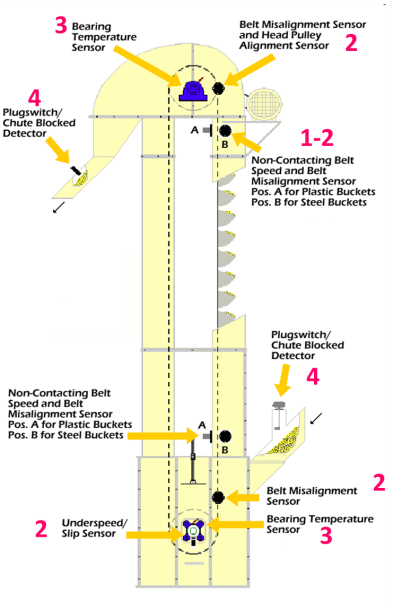 3
Bearing
Temperature
Sensor
Belt Misalignment Sensor
and Head Pulley
Alignment Sensor
2
4
Plugswitch/
Chute Blocked
Detector
A
B
1-2
Non-Contacting Belt
Speed and Belt
Misalignment Sensor
Pos. A for Plastic Buckets
Pos. B for Steel Buckets
Plugswitch/
Chute Blocked
Detector
4
Non-Contacting Belt
Speed and Belt
Misalignment Sensor
Pos. A for Plastic Buckets
Pos. B for Steel Buckets
A
B
Belt Misalignment
Sensor
2
2
Underspeed/
Slip Sensor
Bearing Temperature
Sensor
3